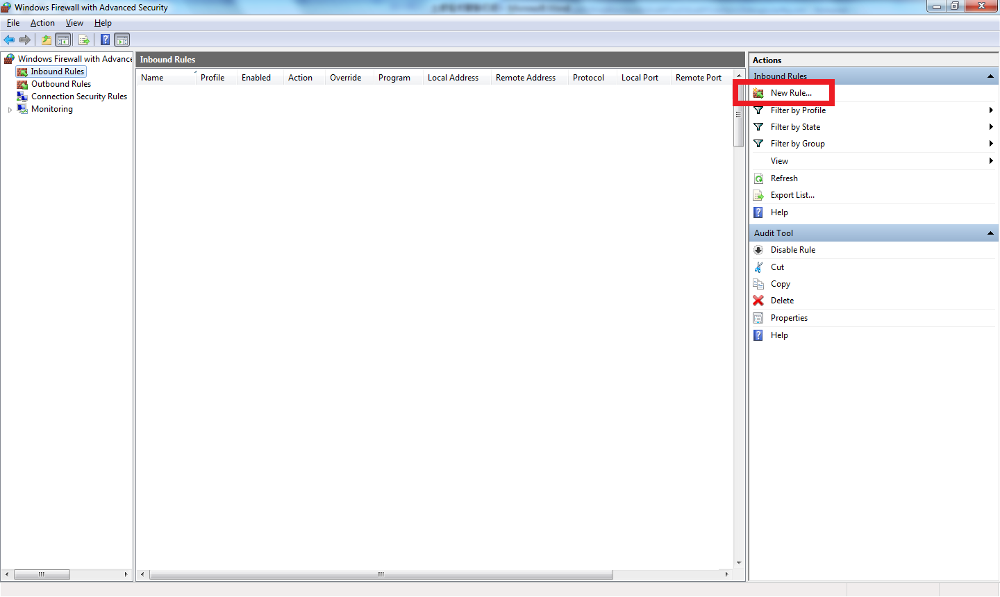 Windows Firewall with Advanced Security
File Action View Help
Windows Firewall with Advance
Inbound Rules
Outbound Rules
Connection Security Rules
Monitoring
Inbound Rules
Name Profile Enabled Action Override Program Local Address Remote Address Protocol Local Port Remote Port
Actions
Inbound Rules
New Rule...
Filter by Profile
Filter by State
Filter by Group
View
Refresh
Export List...
Help
Audit Tool
Disable Rule
Cut
Copy
Delete
Properties
Help